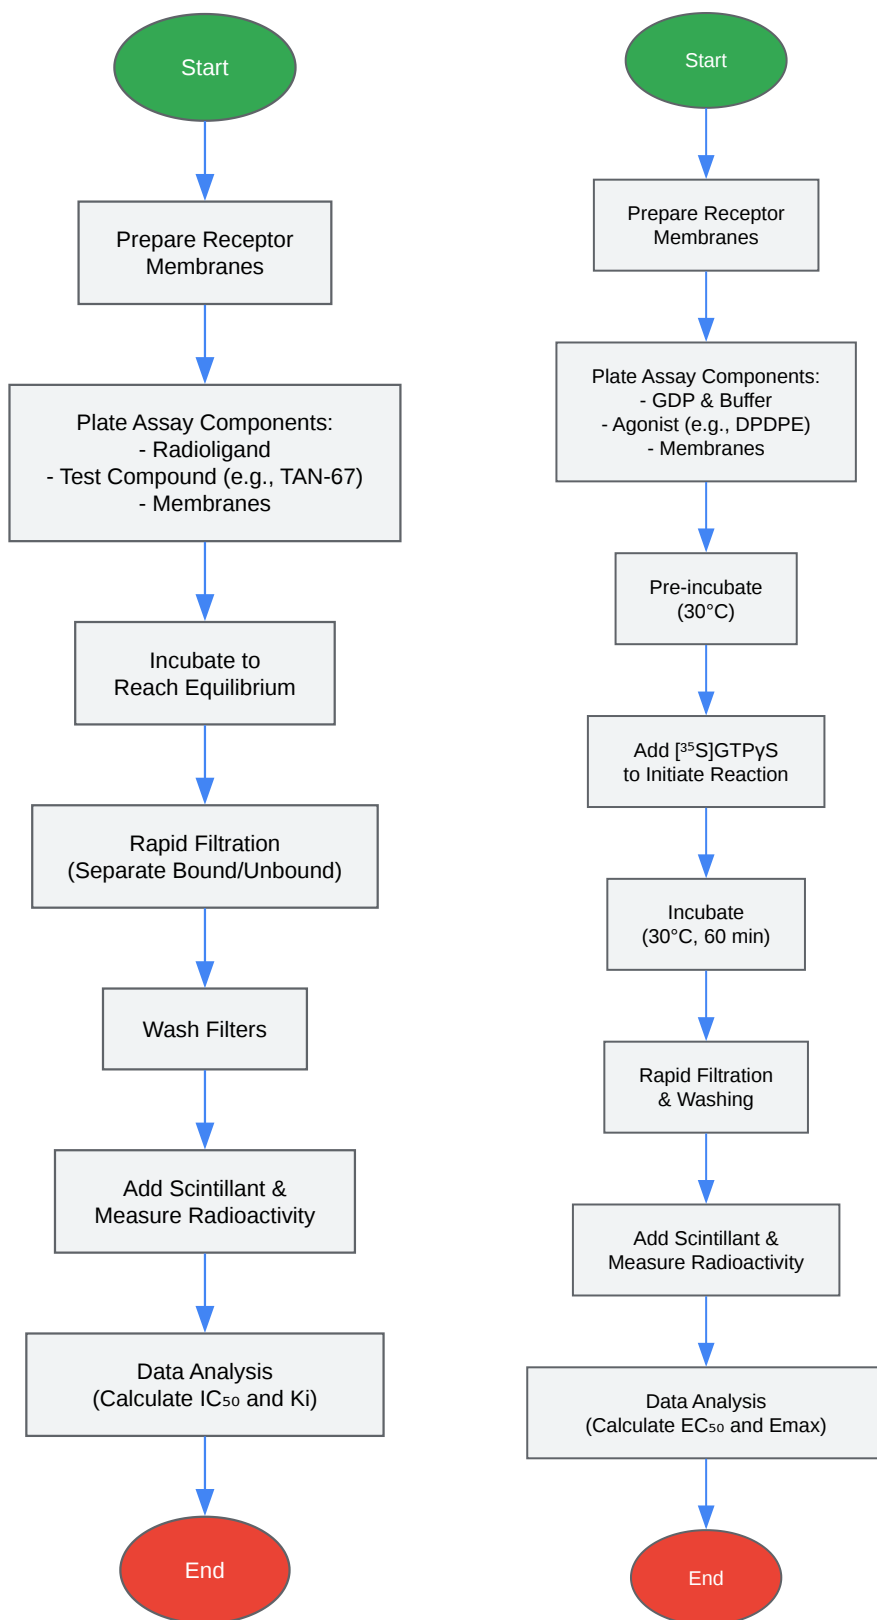 Start
Prepare Receptor
Membranes
Plate Assay Components:
- Radioligand
- Test Compound (e.g., TAN-67)
- Membranes
Incubate to
Reach Equilibrium
Rapid Filtration
(Separate Bound/Unbound)
Wash Filters
Add Scintillant &
Measure Radioactivity
Data Analysis
(Calculate IC₅₀ and Ki)
End
Start
Prepare Receptor
Membranes
Plate Assay Components:
- GDP & Buffer
- Agonist (e.g., DPDPE)
- Membranes
Pre-incubate
(30°C)
Add [³⁵S]GTPγS
to Initiate Reaction
Incubate
(30°C, 60 min)
Rapid Filtration
& Washing
Add Scintillant &
Measure Radioactivity
Data Analysis
(Calculate EC₅₀ and Emax)
End